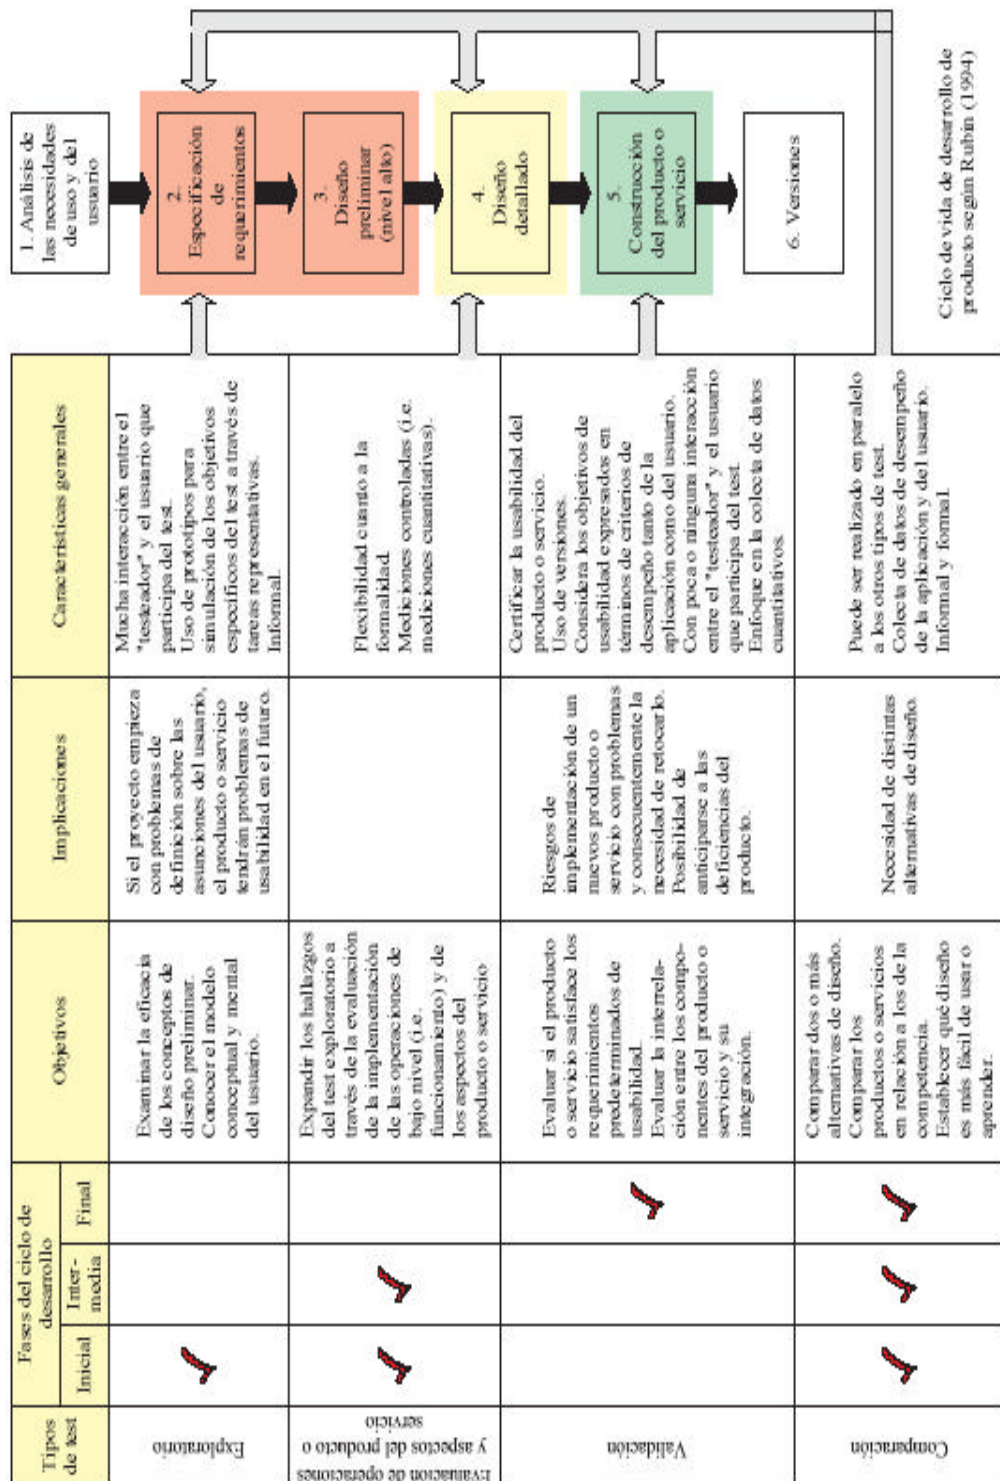 Tipos
de test
Fases del ciclo de
desarrollo
Inicial
Inter-
media
Final
Objetivos
Implicaciones
Características generales
Exploratorio
Examinar la eficacia
de los conceptos de
diseño preliminar.
Conocer el modelo
conceptual y mental
del usuario.
Si el proyecto empieza
con problemas de
definición sobre las
asunciones del usuario,
el producto o servicio
tendrán problemas de
usabilidad en el futuro.
Mucha interacción entre el
"testeador" y el usuario que
participa del test.
Uso de prototipos para
simulación de los objetivos
específicos del test a través de
tareas representativas.
Informal.
Evaluación de operaciones
y aspectos del producto o
servicio
Expandir los hallazgos
del test exploratorio a
través de la evaluación
de la implementación
de las operaciones de
bajo nivel (i.e.
funcionamiento) y de
los aspectos del
producto o servicio
Flexibilidad cuanto a la
formalidad.
Mediciones controladas (i.e.
mediciones cuantitativas).
Validación
Evaluar si el producto
o servicio satisface los
requerimientos
predeterminados de
usabilidad.
Evaluar la interrela-
ción entre los compo-
nentes del producto o
servicio y su
integración.
Riesgos de
implementación de un
nuevos producto o
servicio con problemas
y consecuentemente la
necesidad de retocarlo.
Posibilidad de
anticiparse a las
deficiencias del
producto.
Certificar la usabilidad del
producto o servicio.
Uso de versiones.
Considera los objetivos de
usabilidad expresados en
términos de criterios de
desempeño tanto de la
aplicación como del usuario.
Con poca o ninguna interacción
entre el "testeador" y el usuario
que participa del test.
Enfoque en la colecta de datos
cuantitativos.
Comparación
Comparar dos o más
alternativas de diseño.
Comparar los
productos o servicios
en relación a los de la
competencia.
Establecer qué diseño
es más fácil de usar o
aprender.
Necesidad de distintas
alternativas de diseño.
Puede ser realizado en paralelo
a los otros tipos de test.
Colecta de datos de desempeño
de la aplicación y del usuario.
Informal y formal.
1. Análisis de
las necesidades
de uso y del
usuario
2.
Especificación
de
requerimientos
3.
Diseño
preliminar
(nivel alto)
4.
Diseño
detallado
5.
Construcción
del producto o
servicio
6. Versiones
Ciclo de vida de desarrollo de
producto según Rubin (1994)